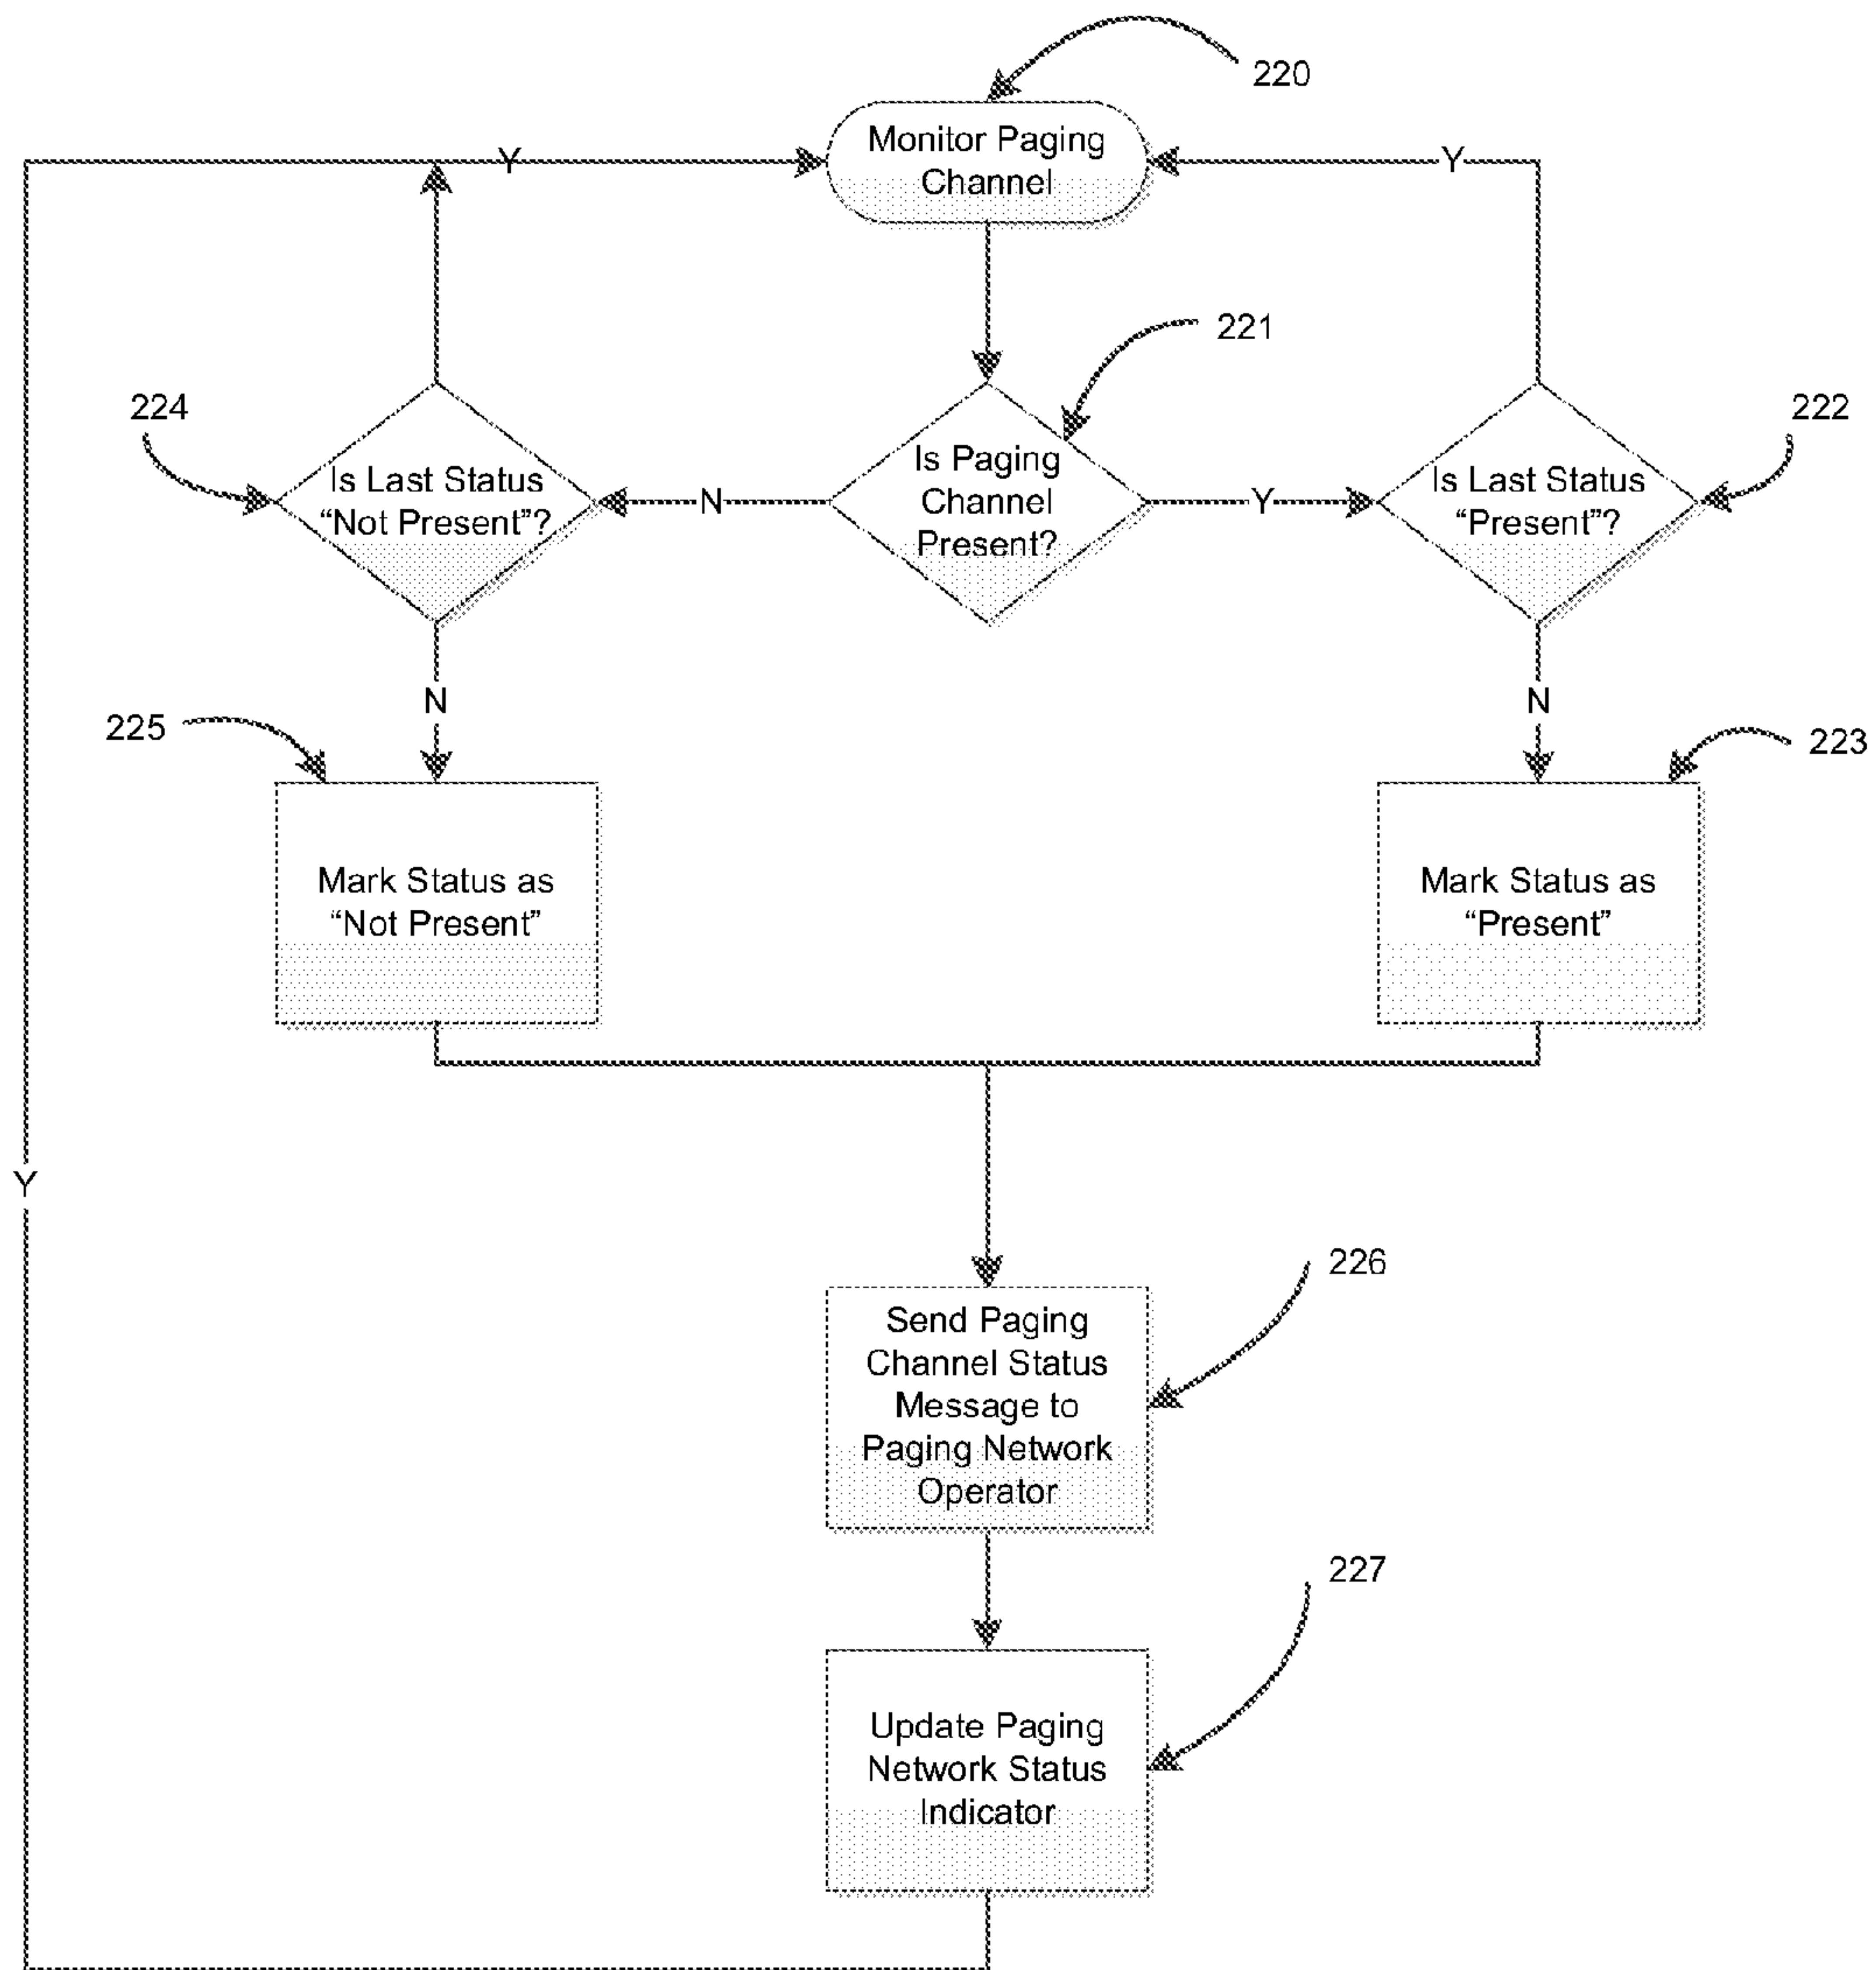 220
Monitor Paging
Channel
Y
Y
221
224
222
Is Last Status
“Not Present”?
N
Is Paging
Channel
Present?
Y
Is Last Status
“Present”?
N
N
225
223
Mark Status as
“Not Present”
Mark Status as
“Present”
Y
226
Send Paging
Channel Status
Message to
Paging Network
Operator
227
Update Paging
Network Status
Indicator